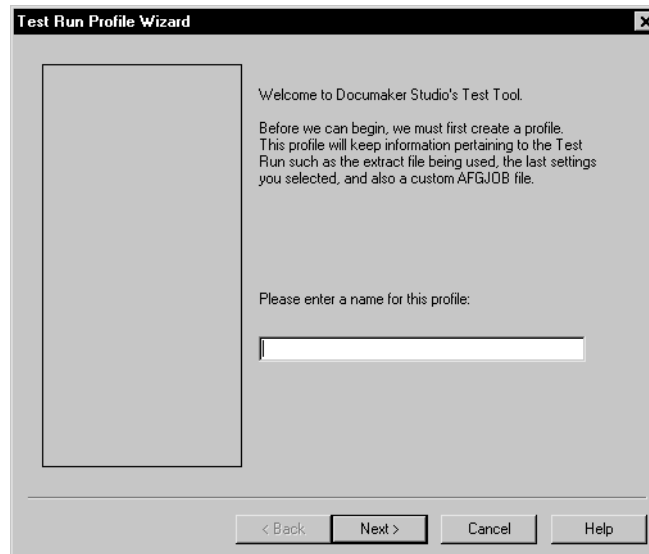 Test Run Profile Wizard
Welcome to Documaker Studio's Test Tool.
Before we can begin, we must first create a profile.
This profile will keep information pertaining to the Test
Run such as the extract file being used, the last settings
you selected, and also a custom AFGJOB file.
Please enter a name for this profile:
< Back
Next >
Cancel
Help